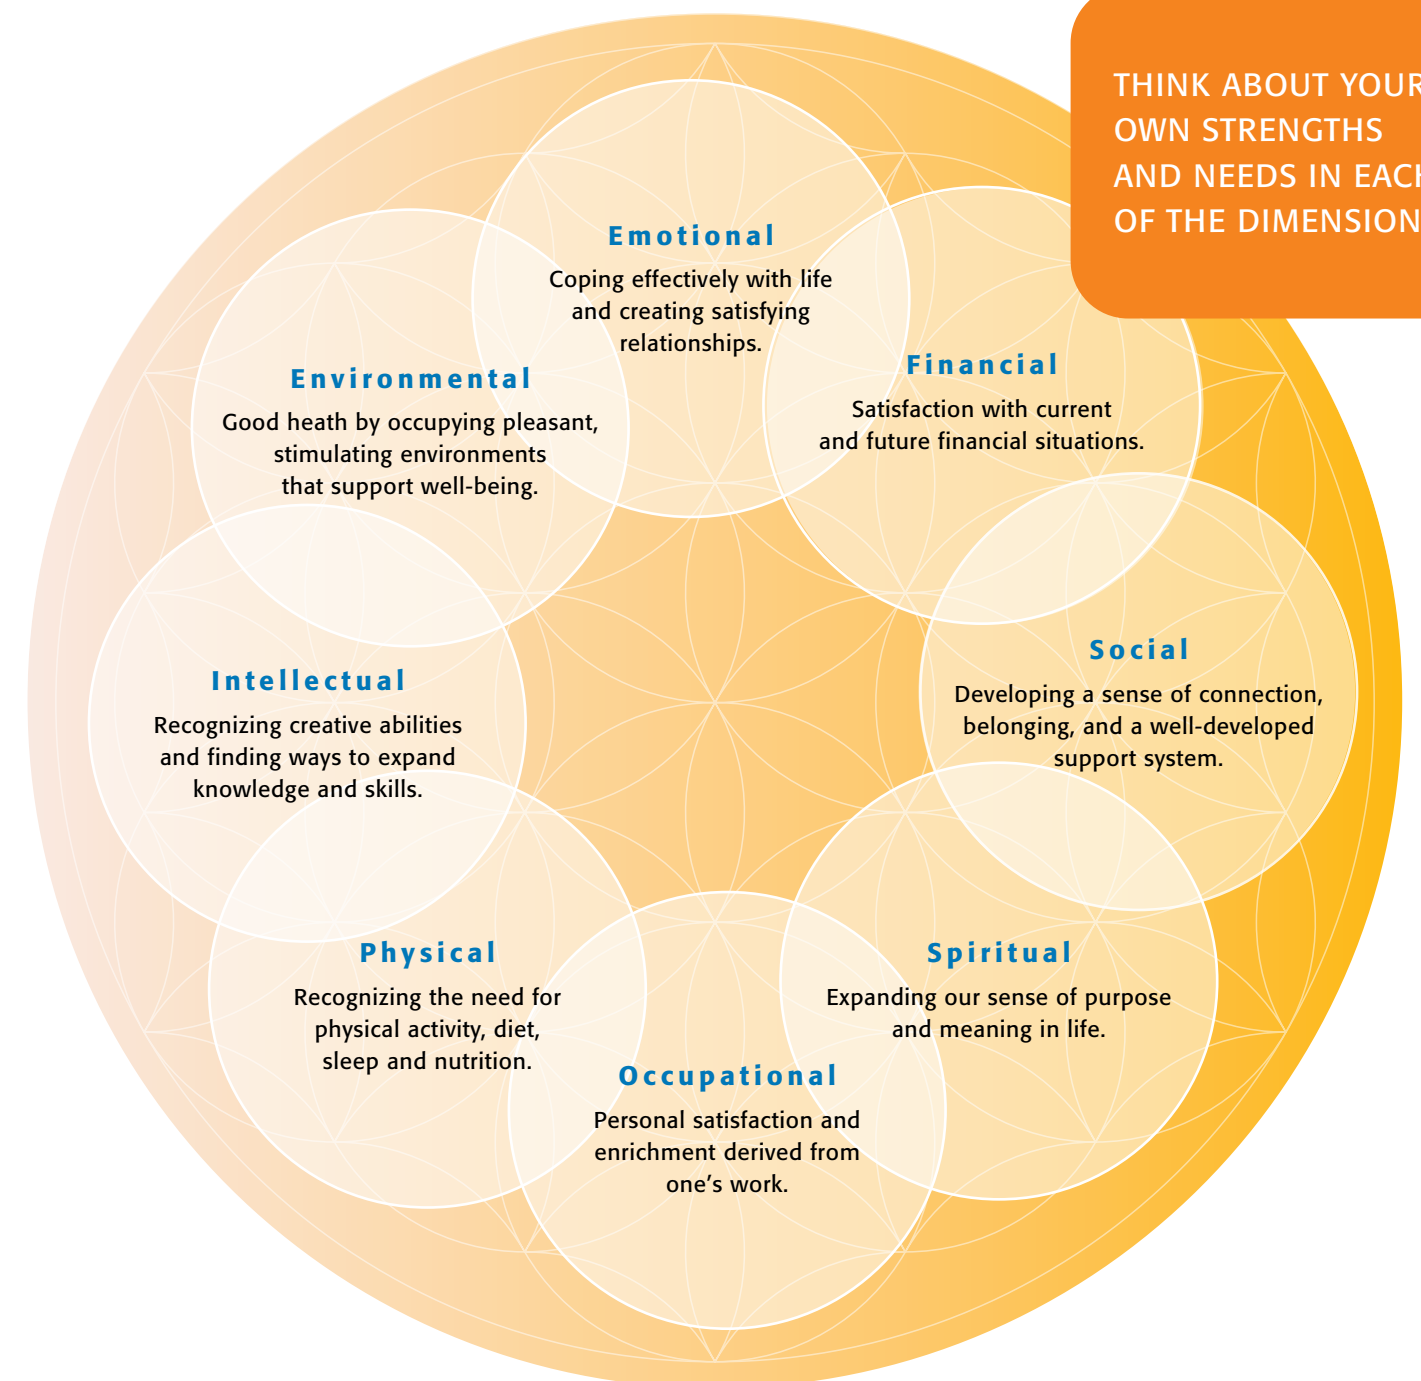 THINK ABOUT YOUR
OWN STRENGTHS
AND NEEDS IN EACH
OF THE DIMENSION
Emotional
Coping effectively with life
and creating satisfying
relationships.
Financial
Satisfaction with current
and future financial situations.
Social
Developing a sense of connection,
belonging, and a well-developed
support system.
Spiritual
Expanding our sense of purpose
and meaning in life.
Occupational
Personal satisfaction and
enrichment derived from
one’s work.
Physical
Recognizing the need for
physical activity, diet,
sleep and nutrition.
Intellectual
Recognizing creative abilities
and finding ways to expand
knowledge and skills.
Environmental
Good heath by occupying pleasant,
stimulating environments
that support well-being.